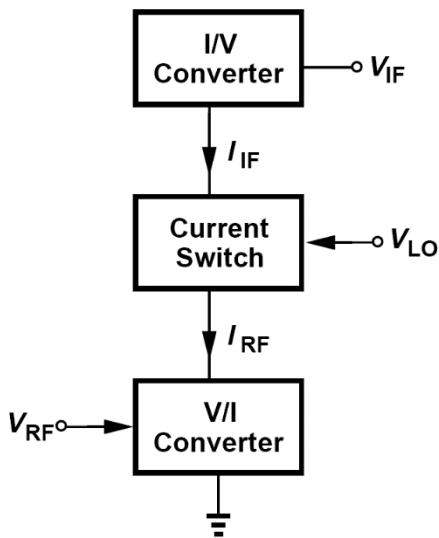 I/V
Converter
VIF
IIF
Current
Switch
VLO
IRF
V/I
Converter
VRF